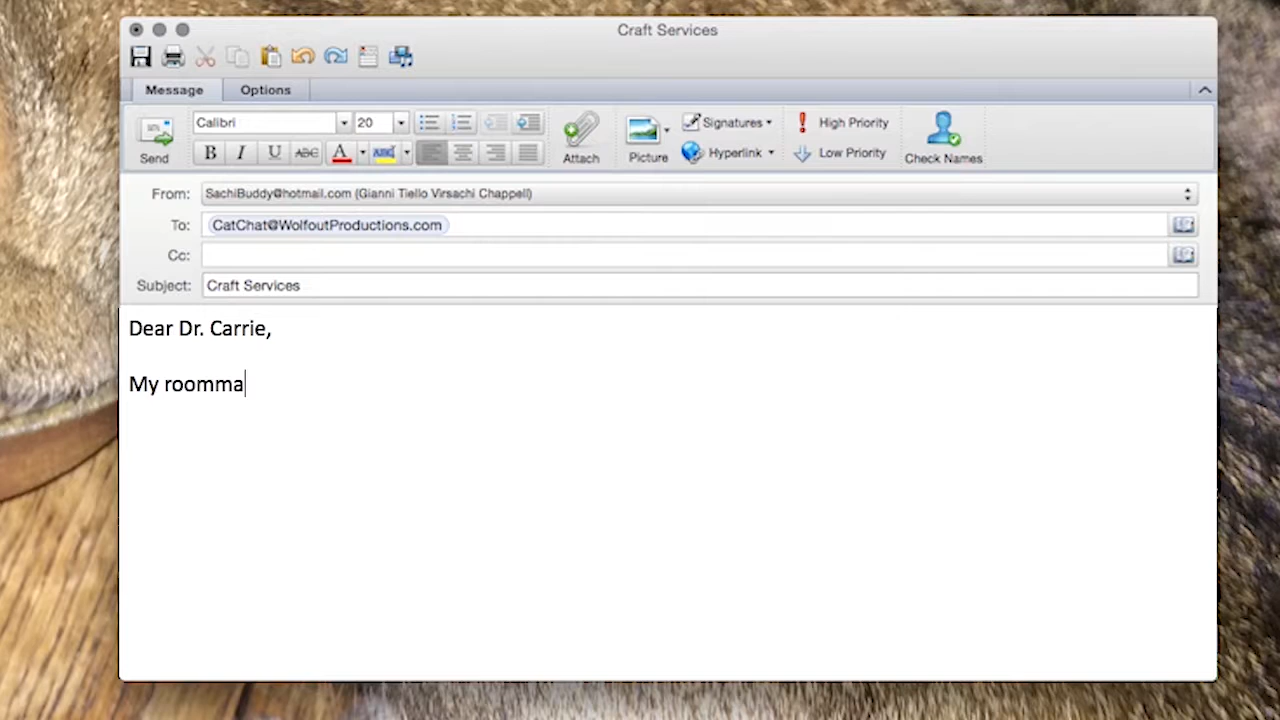 Craft Services
Message Options
Calibri 20 Signatures High Priority
Send B I U ABC A ABC Attach Picture Hyperlink Low Priority Check Names
From: SachiBuddy@hotmail.com (Gianni Tiello Virsachi Chappell)
To: CatChat@WolfoutProductions.com
Cc:
Subject: Craft Services
Dear Dr. Carrie,
My roomma